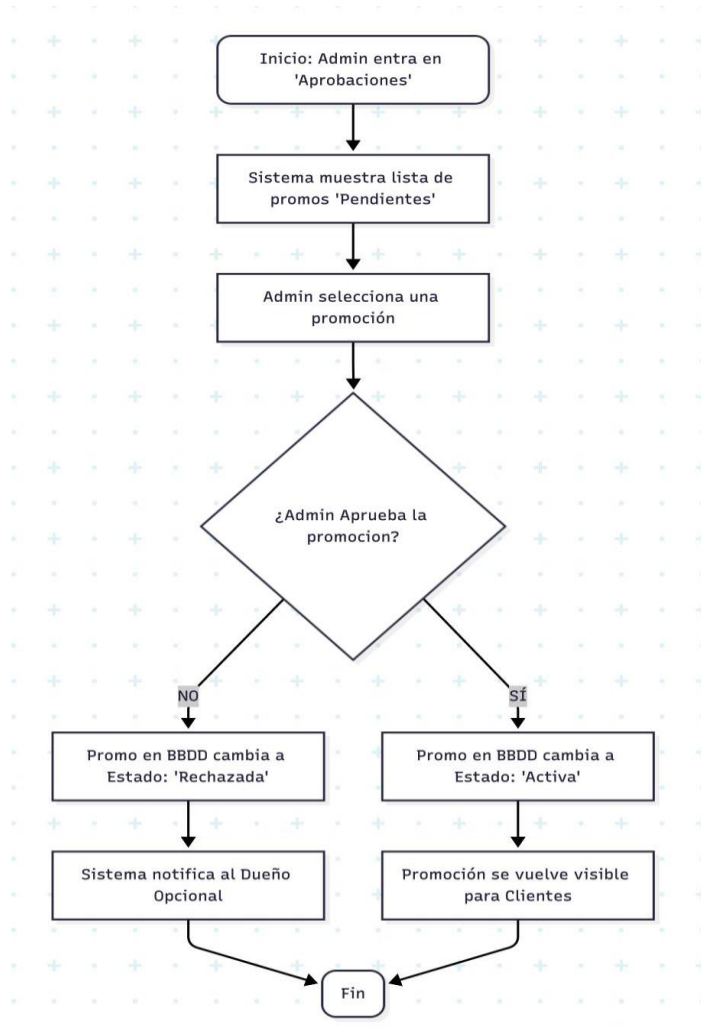 Inicio: Admin entra en
'Aprobaciones'
Sistema muestra lista de
promos 'Pendientes'
Admin selecciona una
promoción
¿Admin Aprueba la
promocion?
NO
SÍ
Promo en BBDD cambia a
Estado: 'Rechazada'
Promo en BBDD cambia a
Estado: 'Activa'
Sistema notifica al Dueño
Opcional
Promoción se vuelve visible
para Clientes
Fin